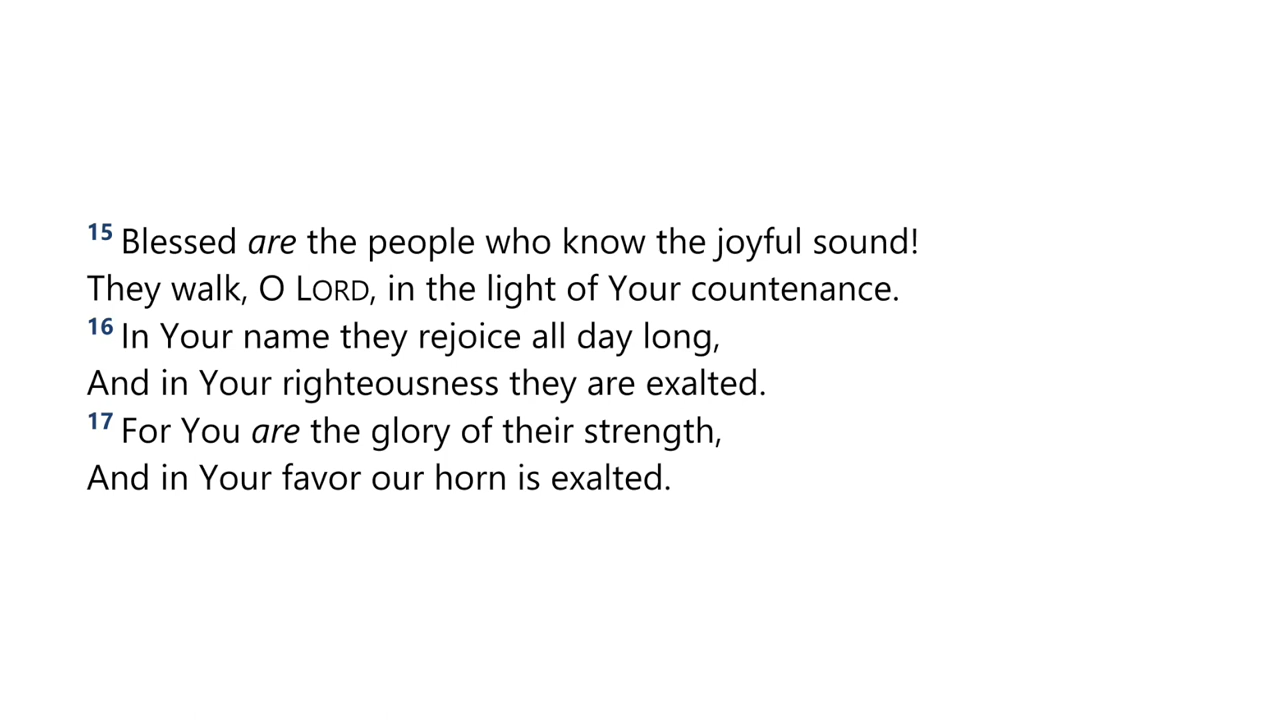 15 Blessed are the people who know the joyful sound!
They walk, O LORD, in the light of Your countenance.
16 In Your name they rejoice all day long,
And in Your righteousness they are exalted.
17 For You are the glory of their strength,
And in Your favor our horn is exalted.